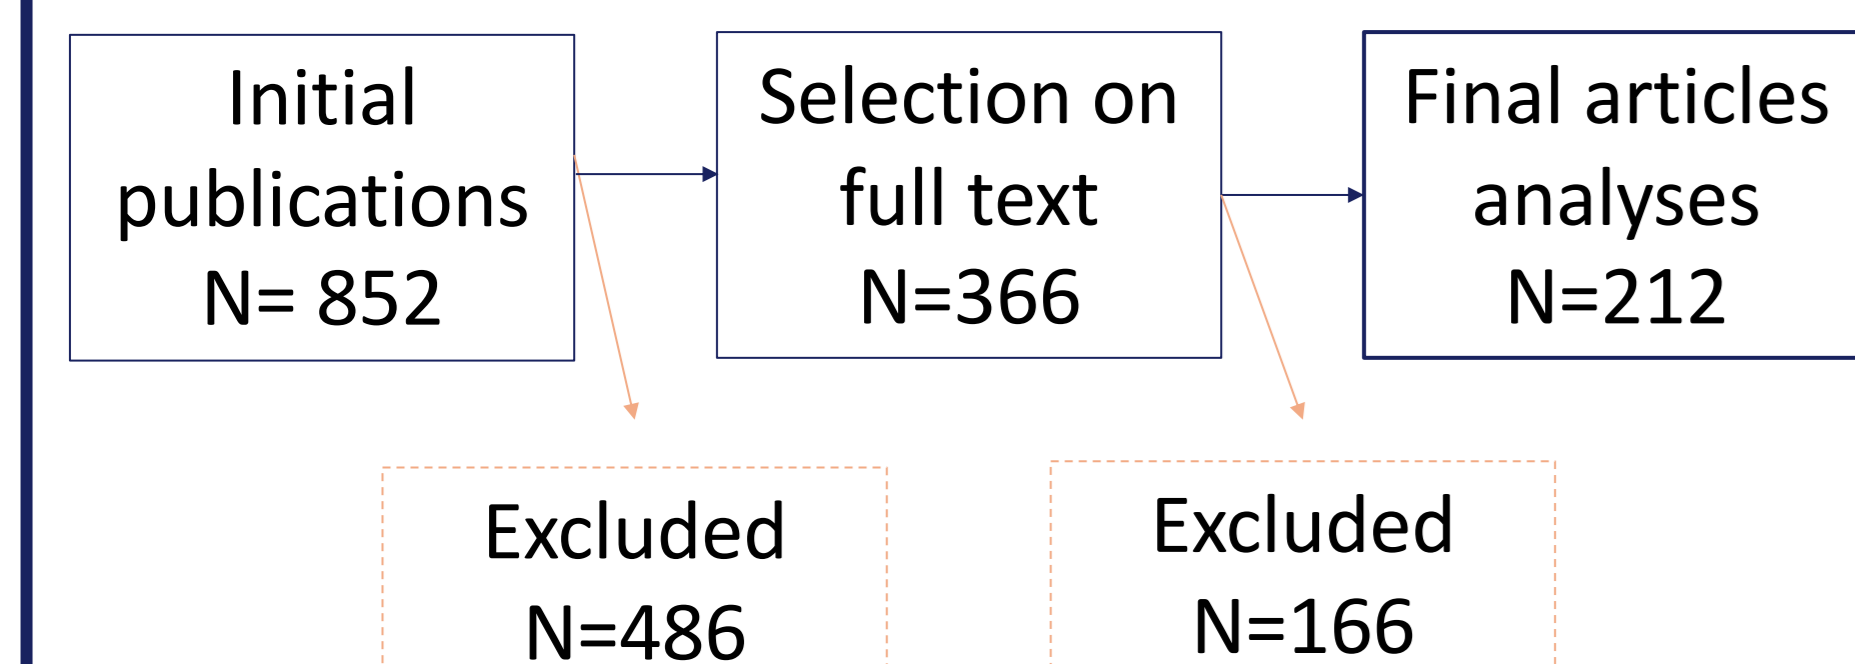 Initial
publications
N= 852
Selection on
full text
N=366
Final articles
analyses
N=212
Excluded
N=486
Excluded
N=166